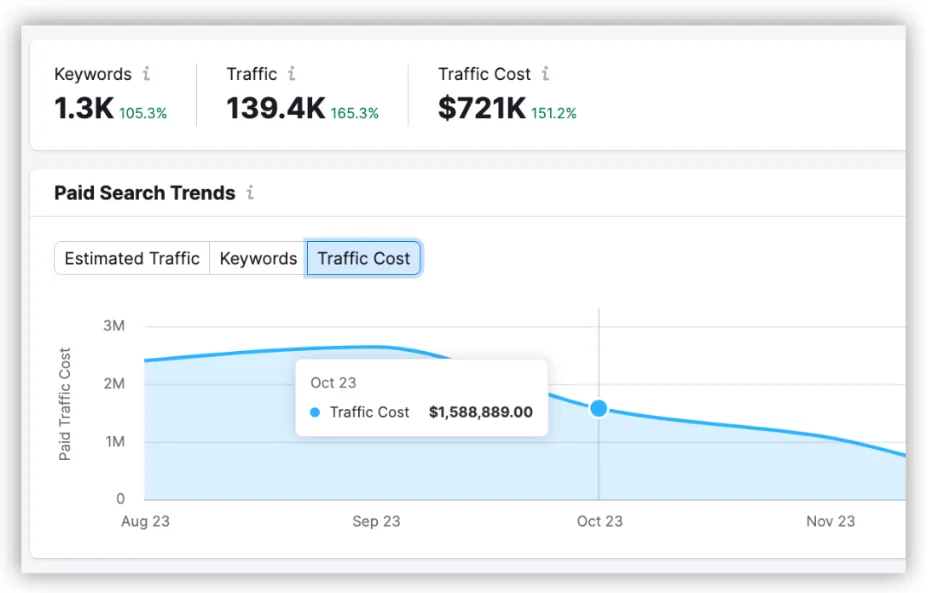 Keywords i
1.3K 105.3%
Traffic i
139.4K 165.3%
Traffic Cost i
$721K 151.2%
Paid Search Trends i
Estimated Traffic
Keywords
Traffic Cost
Paid Traffic Cost
3M
2M
1M
0
Oct 23
Traffic Cost $1,588,889.00
Aug 23
Sep 23
Oct 23
Nov 23